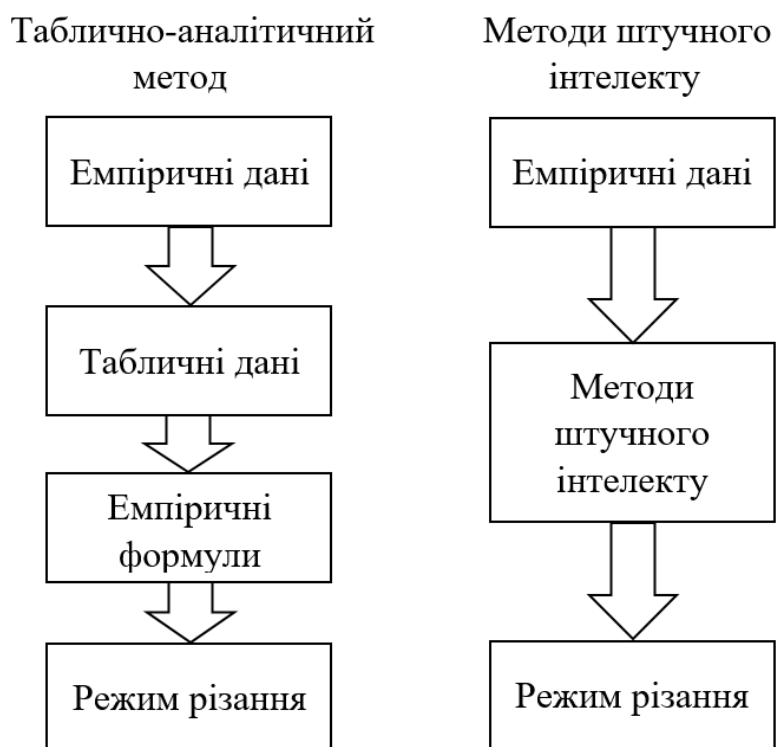 Таблично-аналітичний
метод
Емпіричні дані
Табличні дані
Емпіричні
формули
Режим різання
Методи штучного
інтелекту
Емпіричні дані
Методи
штучного
інтелекту
Режим різання